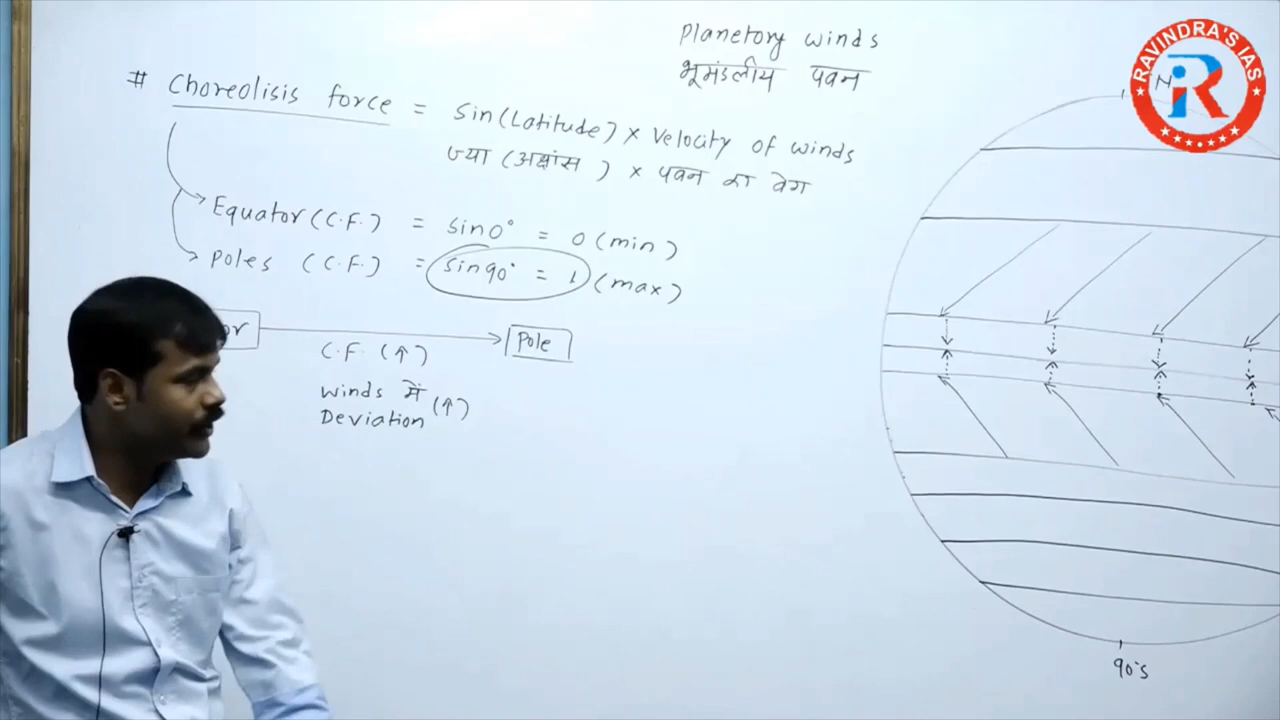 Planetory winds
भूमंडलीय पवन
# Choreolisis force = sin(Latitude) × Velocity of winds
ज्या (अक्षांस) × पवन का वेग
Equator (C.F.) = sin0° = 0 (min)
Poles (C.F.) = sin90° = 1 (max)
Pole
C.F. (↑)
Winds में
Deviation (↑)
N
90°S
RAVINDRA'S IAS
iR